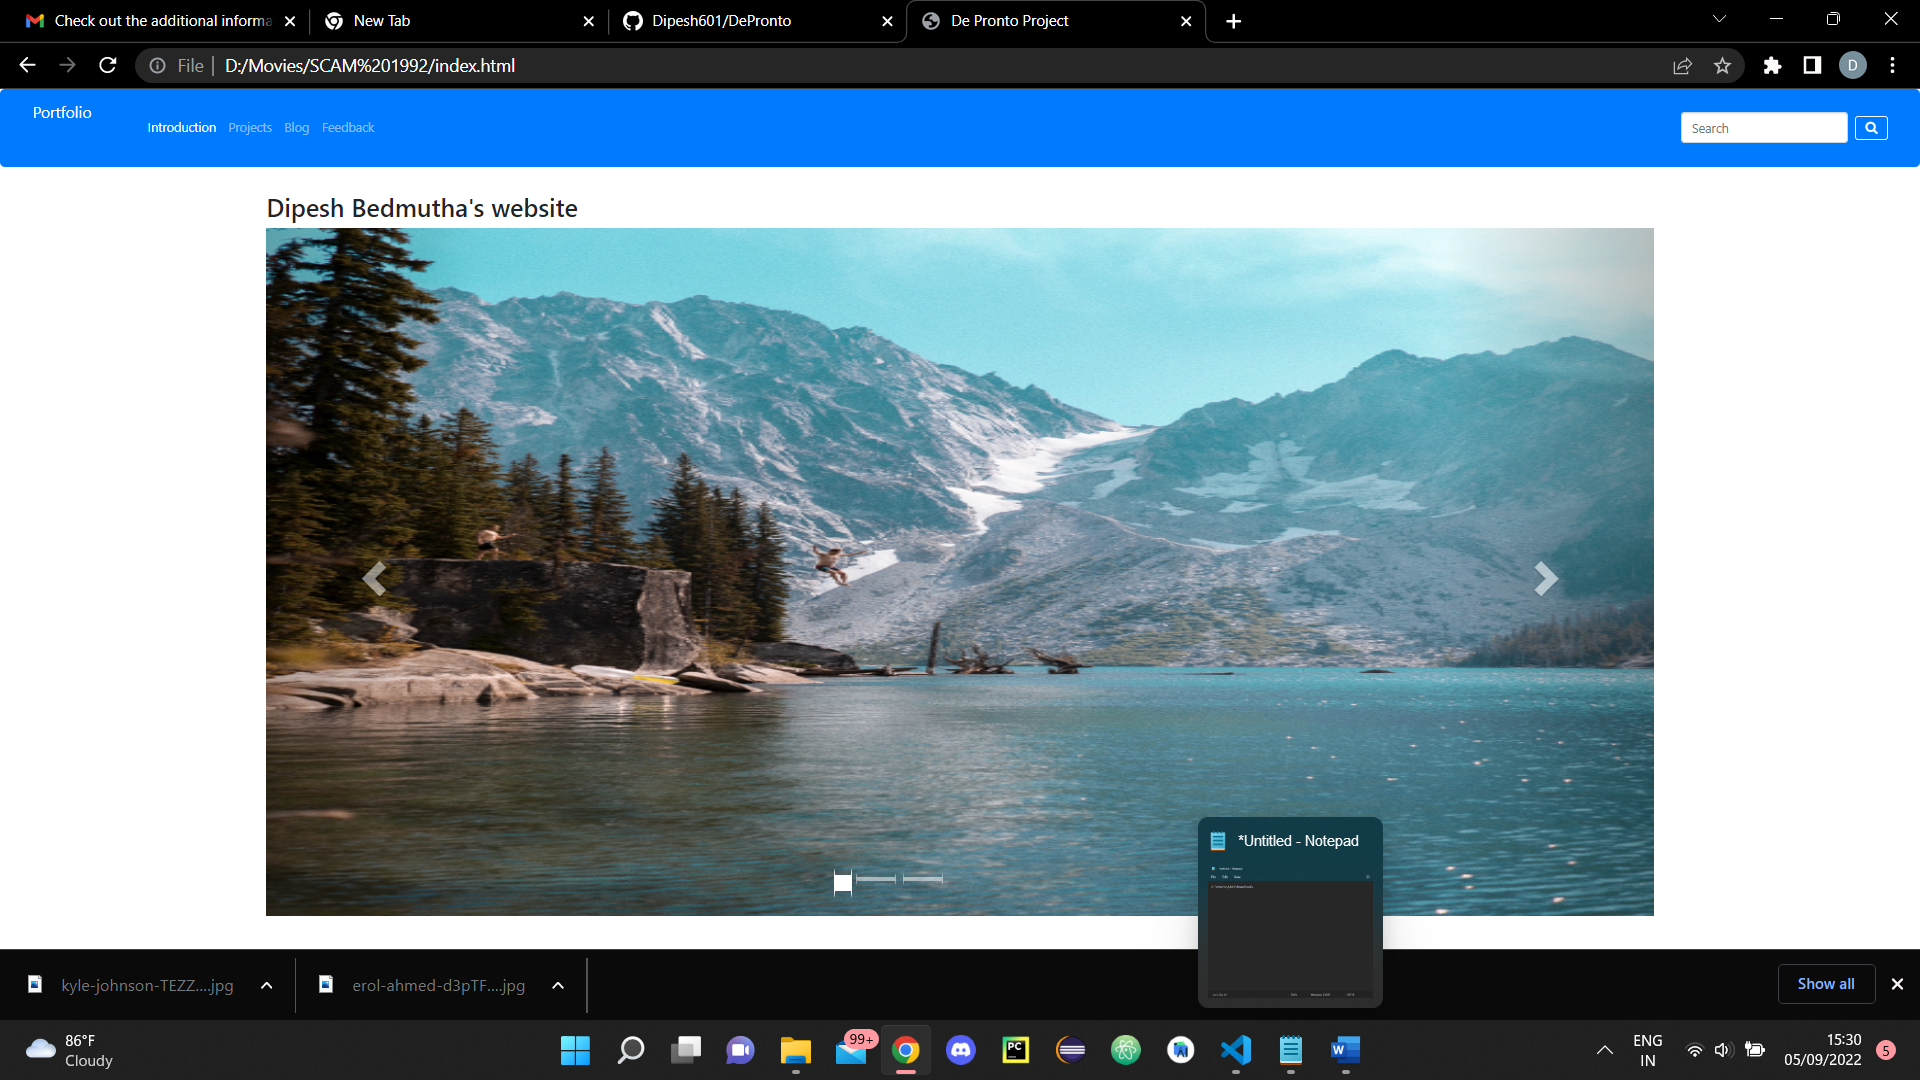 Check out the additional informa
New Tab
Dipesh601/DePronto
De Pronto Project
File
D:/Movies/SCAM%201992/index.html
D
Portfolio
Introduction Projects Blog Feedback
Search
Dipesh Bedmutha's website
*Untitled - Notepad
kyle-johnson-TEZZ....jpg
erol-ahmed-d3pTF....jpg
Show all
86°F
Cloudy
99+
PC
W
ENG
IN
15:30
05/09/2022
5